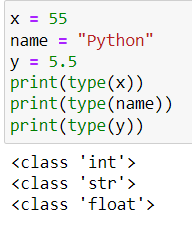 x = 55
name = "Python"
y = 5.5
print(type(x))
print(type(name))
print(type(y))
<class 'int'>
<class 'str'>
<class 'float'>